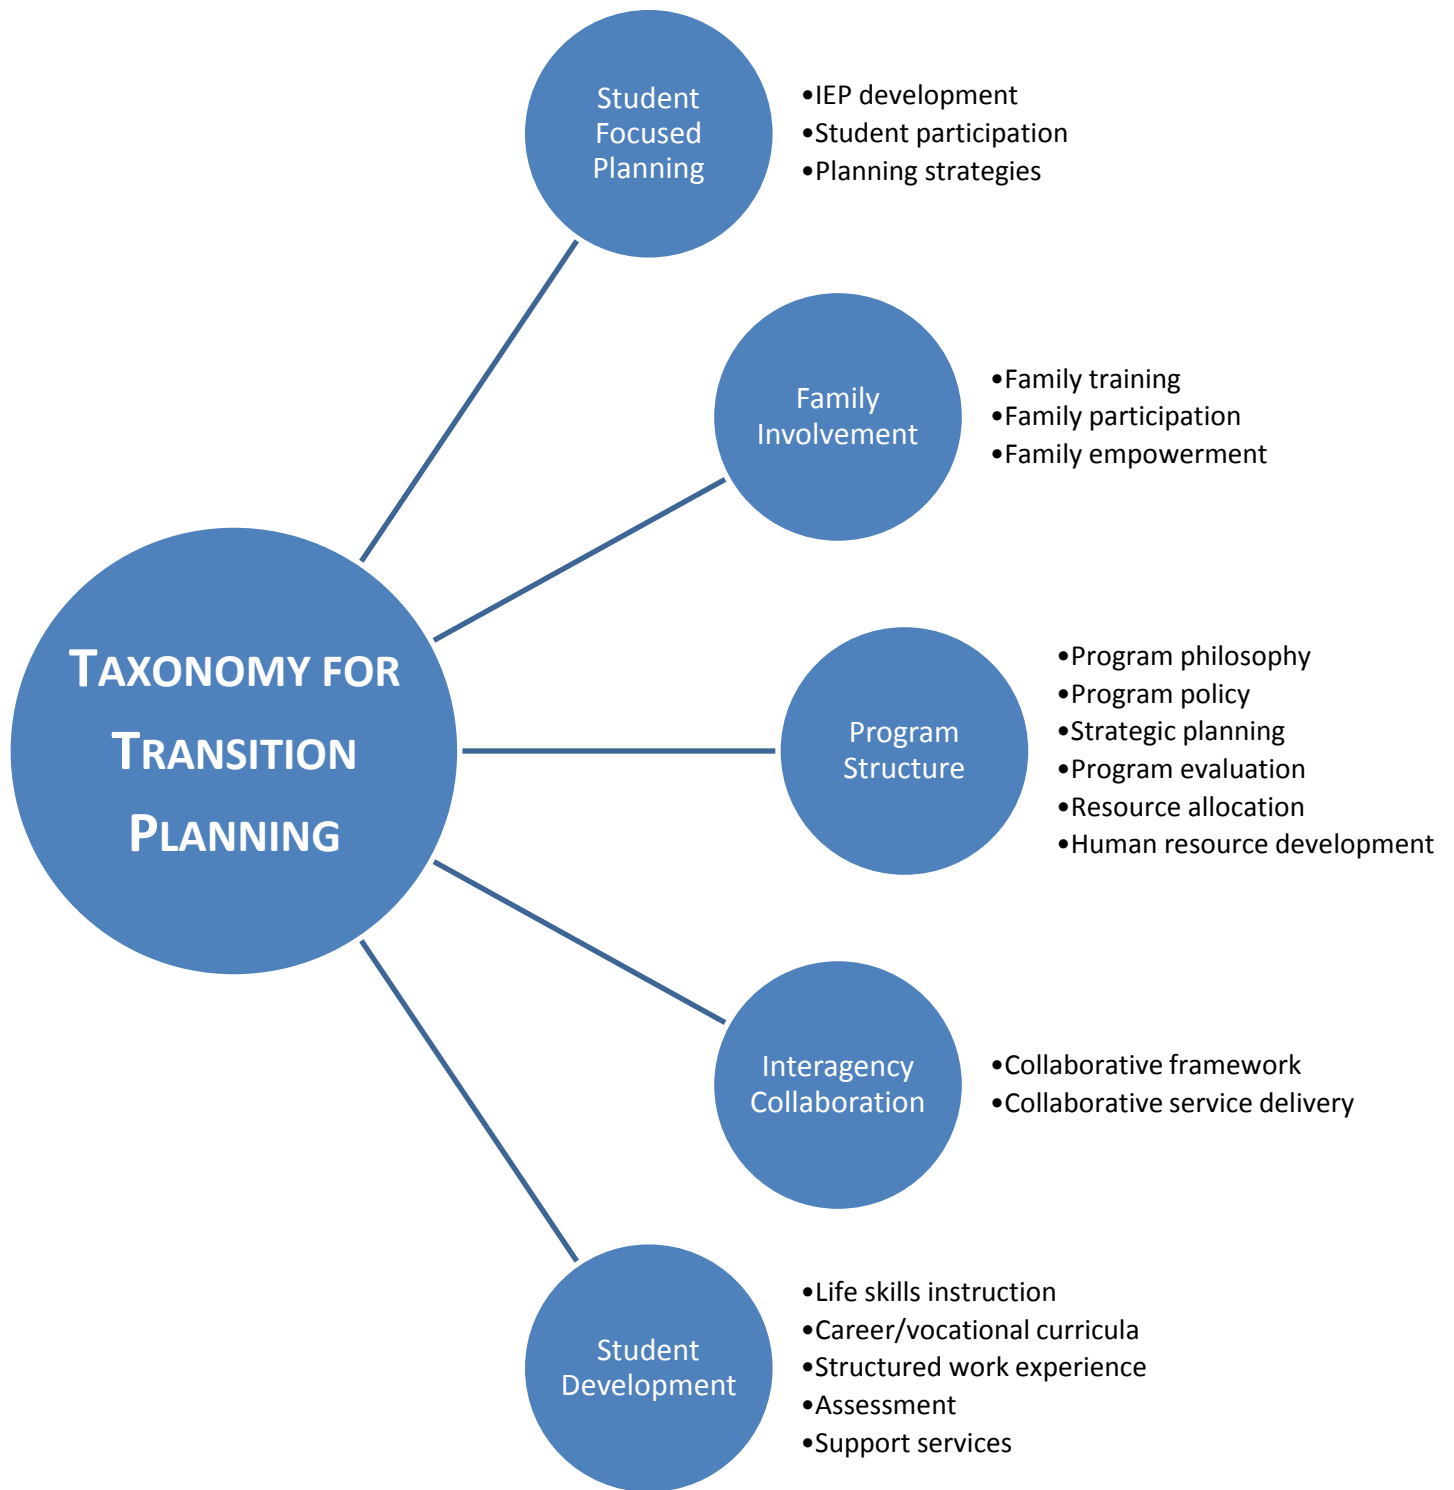 TAXONOMY FOR
TRANSITION
PLANNING
Student
Focused
Planning
•IEP development
•Student participation
•Planning strategies
Family
Involvement
•Family training
•Family participation
•Family empowerment
Program
Structure
•Program philosophy
•Program policy
•Strategic planning
•Program evaluation
•Resource allocation
•Human resource development
Interagency
Collaboration
•Collaborative framework
•Collaborative service delivery
Student
Development
•Life skills instruction
•Career/vocational curricula
•Structured work experience
•Assessment
•Support services